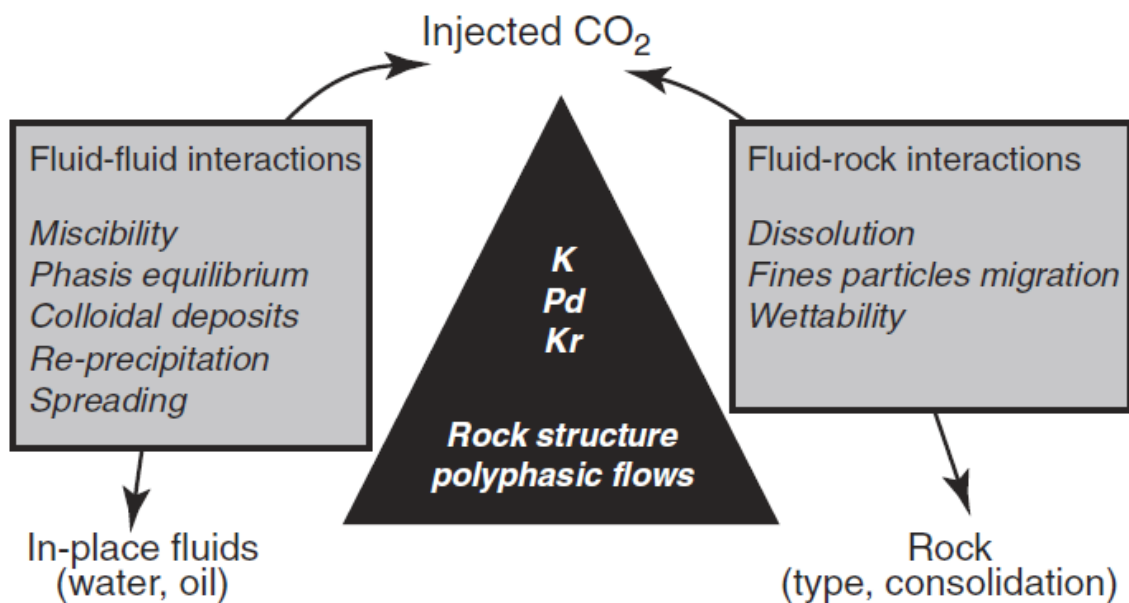 Injected CO₂
Fluid-fluid interactions
Miscibility
Phasis equilibrium
Colloidal deposits
Re-precipitation
Spreading
K
Pd
Kr
Rock structure
polyphasic flows
Fluid-rock interactions
Dissolution
Fines particles migration
Wettability
In-place fluids
(water, oil)
Rock
(type, consolidation)